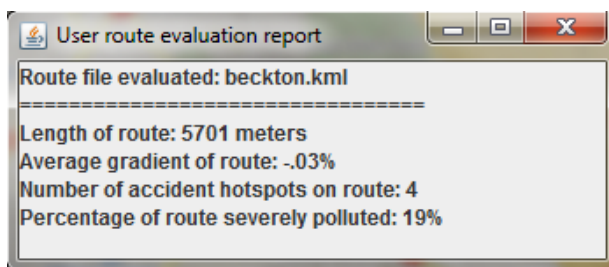 User route evaluation report
Route file evaluated: beckton.kml
==================================
Length of route: 5701 meters
Average gradient of route: -.03%
Number of accident hotspots on route: 4
Percentage of route severely polluted: 19%